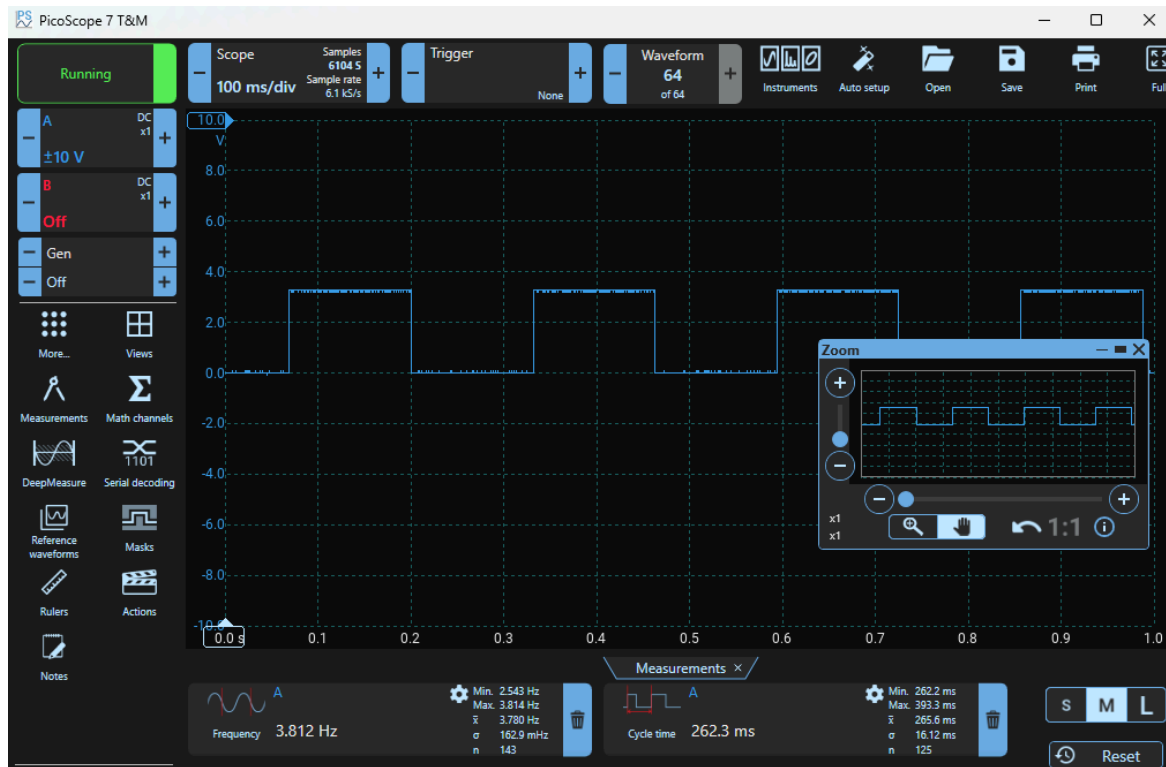 PicoScope 7 T&M
Running
Scope
100 ms/div
Samples
6104 S
Sample rate
6.1 kS/s
Trigger
None
Waveform
64
of 64
Instruments
Auto setup
Open
Save
Print
Full
A
DC
x1
±10 V
B
DC
x1
Off
Gen
Off
More...
Views
Measurements
Math channels
DeepMeasure
Serial decoding
1101
Reference
waveforms
Masks
Rulers
Actions
Notes
10.0
V
8.0
6.0
4.0
2.0
0.0
-2.0
-4.0
-6.0
-8.0
-10.0
0.0 s
0.1
0.2
0.3
0.4
0.5
0.6
0.7
0.8
0.9
1.0
Zoom
x1
x1
1:1
Measurements ×
A
Frequency
3.812 Hz
Min. 2.543 Hz
Max. 3.814 Hz
x̄ 3.780 Hz
σ 162.9 mHz
n 143
A
Cycle time
262.3 ms
Min. 262.2 ms
Max. 393.3 ms
x̄ 265.6 ms
σ 16.12 ms
n 125
S M L
Reset